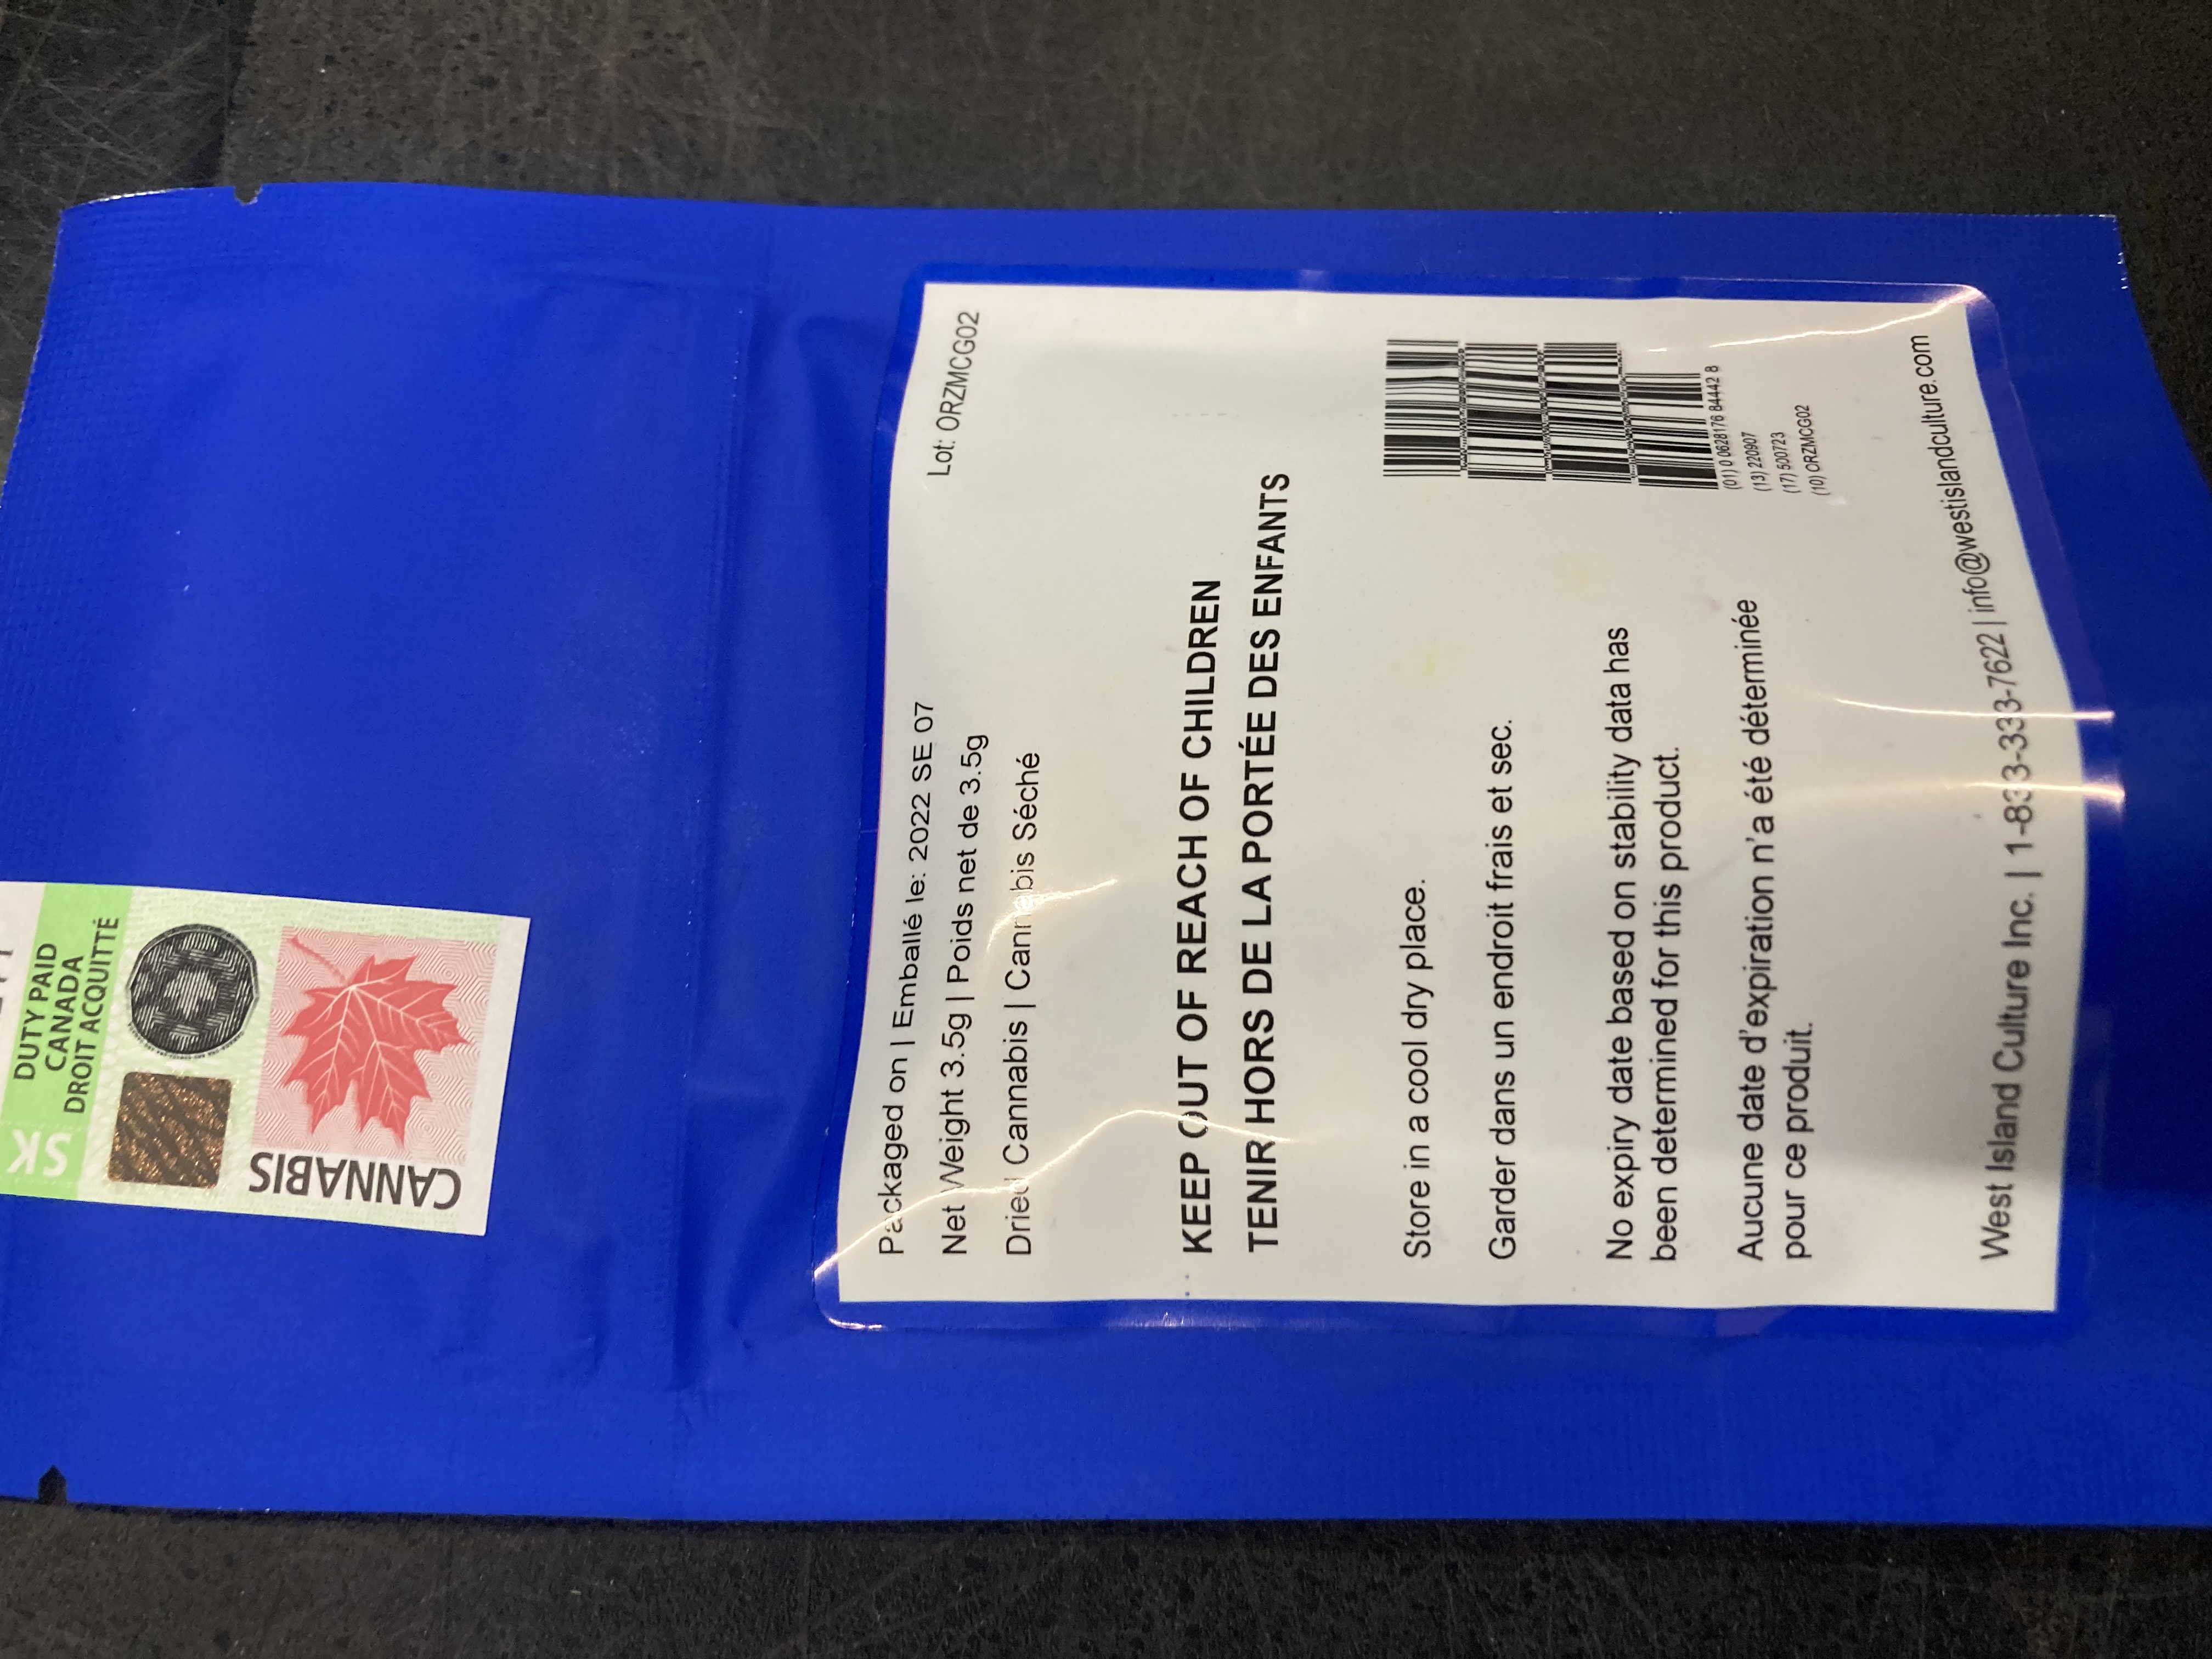 SK
DUTY PAID
CANADA
DROIT ACQUITTÉ
CANNABIS
Packaged on | Emballé le: 2022 SE 07
Lot: ORZMCG02
Net Weight 3.5g | Poids net de 3.5g
Dried Cannabis | Cannabis Séché
KEEP OUT OF REACH OF CHILDREN
TENIR HORS DE LA PORTÉE DES ENFANTS
Store in a cool dry place.
Garder dans un endroit frais et sec.
No expiry date based on stability data has
been determined for this product.
Aucune date d'expiration n'a été déterminée
pour ce produit.
(01) 0 0628176 84442 8
(13) 220907
(17) 500723
(10) ORZMCG02
West Island Culture Inc. | 1-833-333-7622 | info@westislandculture.com